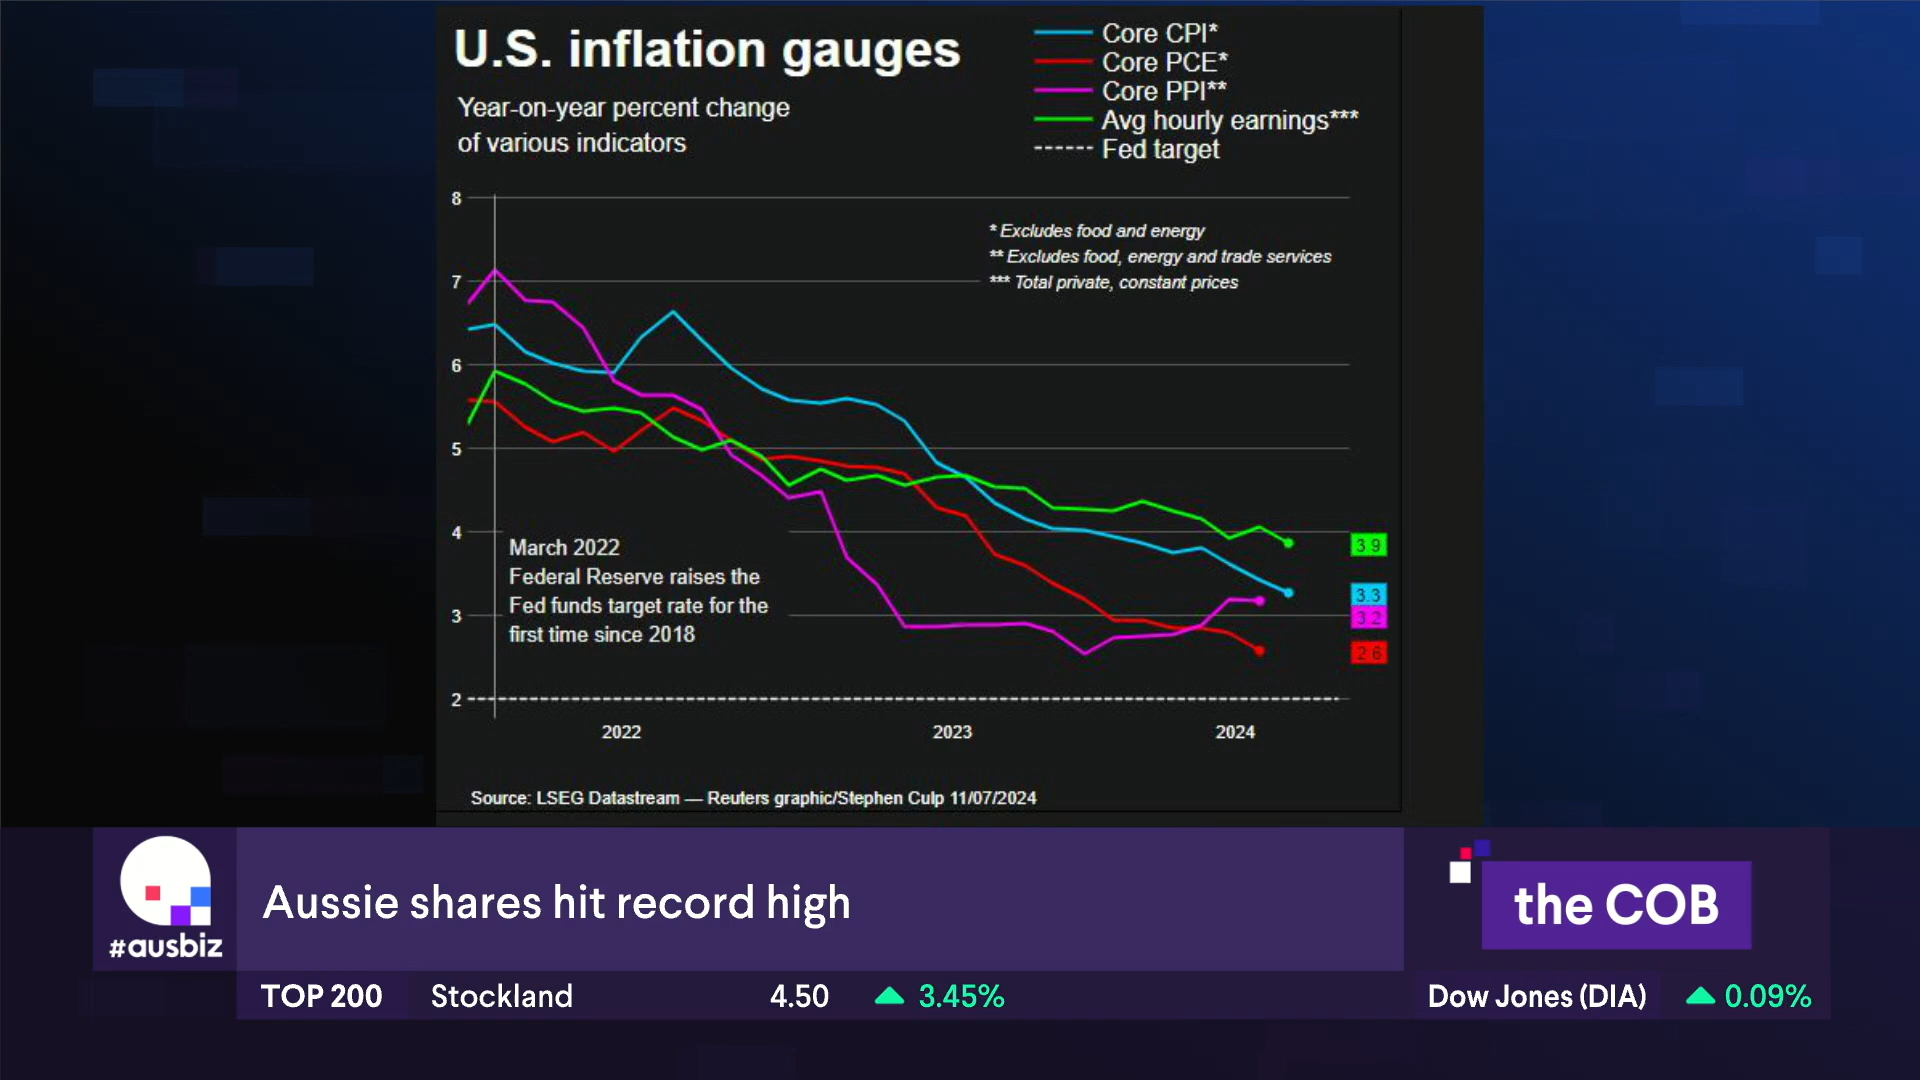 U.S. inflation gauges
Year-on-year percent change
of various indicators
Core CPI*
Core PCE*
Core PPI**
Avg hourly earnings***
Fed target
* Excludes food and energy
** Excludes food, energy and trade services
*** Total private, constant prices
8
7
6
5
4
3
2
March 2022
Federal Reserve raises the
Fed funds target rate for the
first time since 2018
3.9
3.3
3.2
2.6
2022 2023 2024
Source: LSEG Datastream — Reuters graphic/Stephen Culp 11/07/2024
#ausbiz
Aussie shares hit record high
the COB
TOP 200 Stockland 4.50 3.45% Dow Jones (DIA) 0.09%